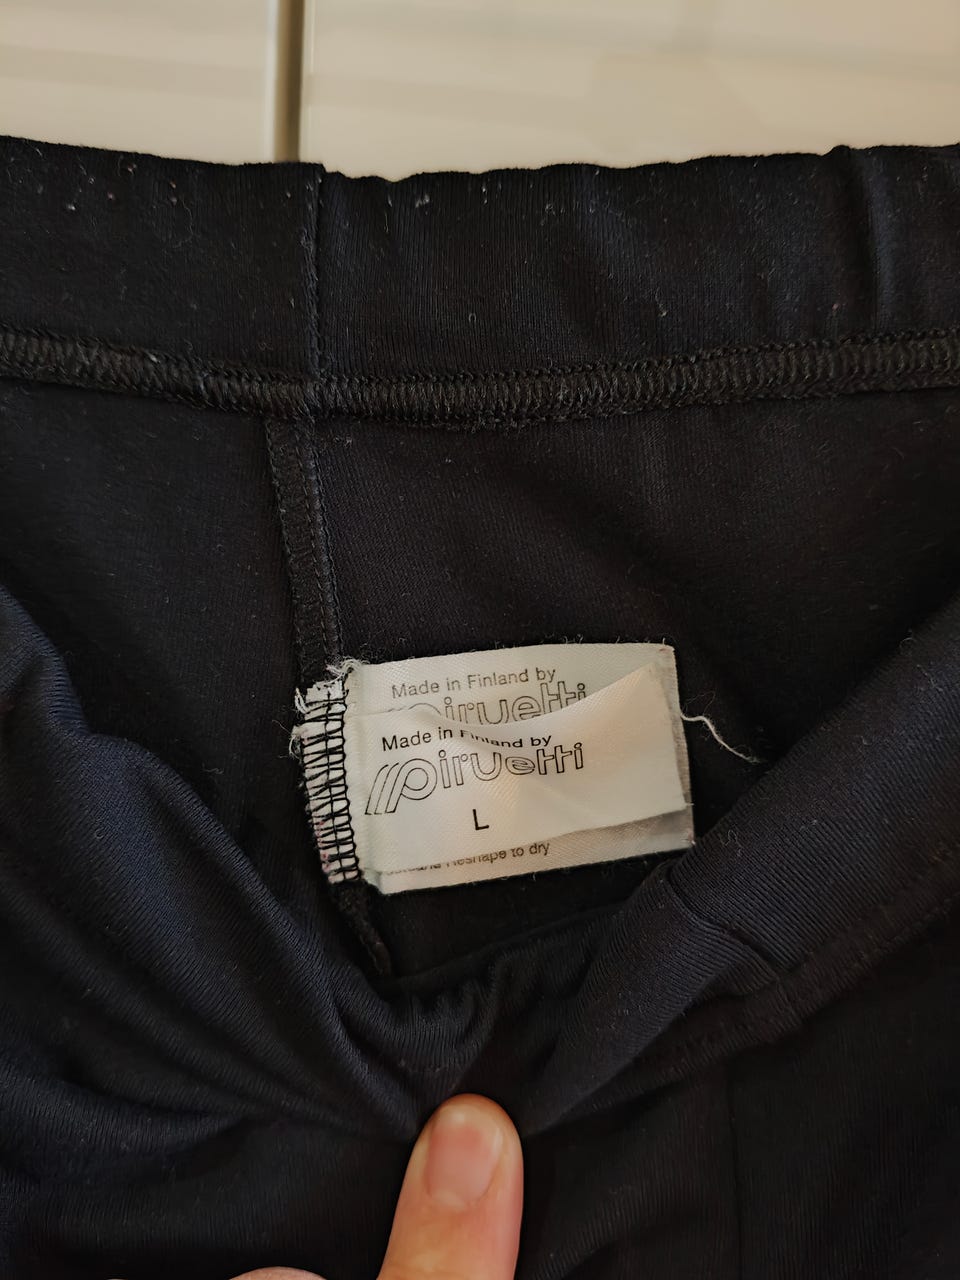 Made in Finland by
piruetti
Made in Finland by
piruetti
L
reshape to dry